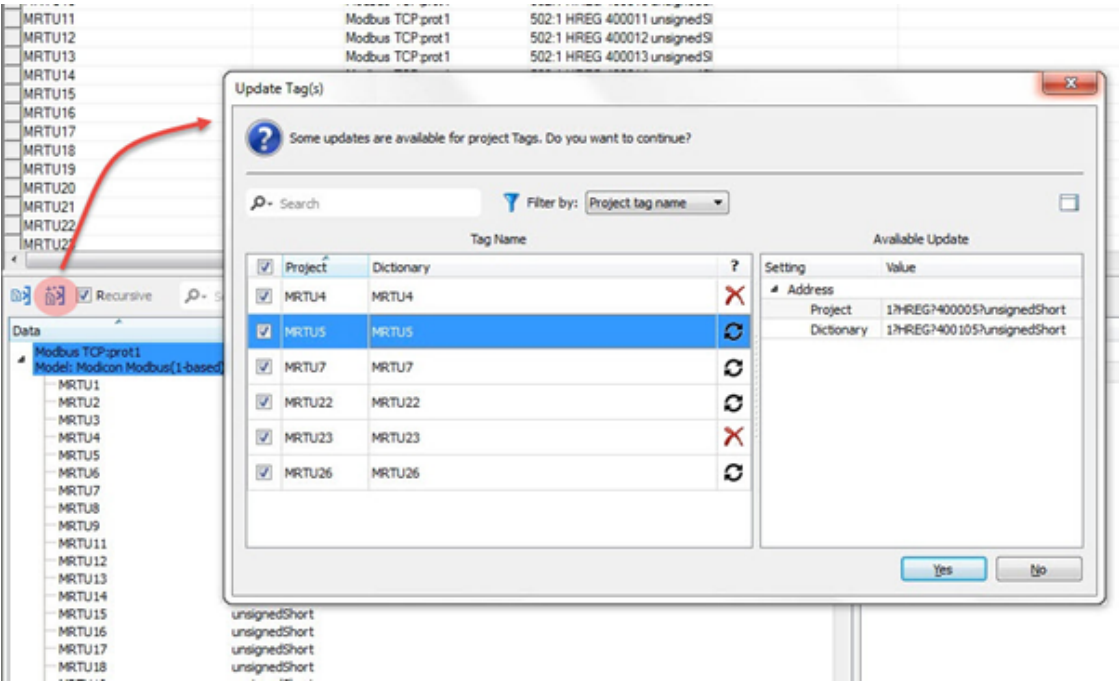 MRTU11 Modbus TCP:prot1 502:1 HREG 400011 unsignedSl
MRTU12 Modbus TCP:prot1 502:1 HREG 400012 unsignedSl
MRTU13 Modbus TCP:prot1 502:1 HREG 400013 unsignedSl
MRTU14
MRTU15
MRTU16
MRTU17
MRTU18
MRTU19
MRTU20
MRTU21
MRTU22
Update Tag(s)
Some updates are available for project Tags. Do you want to continue?
Search Filter by: Project tag name
Tag Name Available Update
Project Dictionary ? Setting Value
MRTU4 MRTU4 Address
Project 1?HREG?400005?unsignedShort
MRTU5 MRTU5 Dictionary 1?HREG?400105?unsignedShort
MRTU7 MRTU7
MRTU22 MRTU22
MRTU23 MRTU23
MRTU26 MRTU26
Yes No
Recursive
Data
Modbus TCP:prot1
Model: Modicon Modbus(1-based)
MRTU1
MRTU2
MRTU3
MRTU4
MRTU5
MRTU6
MRTU7
MRTU8
MRTU9
MRTU11
MRTU12
MRTU13
MRTU14
MRTU15 unsignedShort
MRTU16 unsignedShort
MRTU17 unsignedShort
MRTU18 unsignedShort